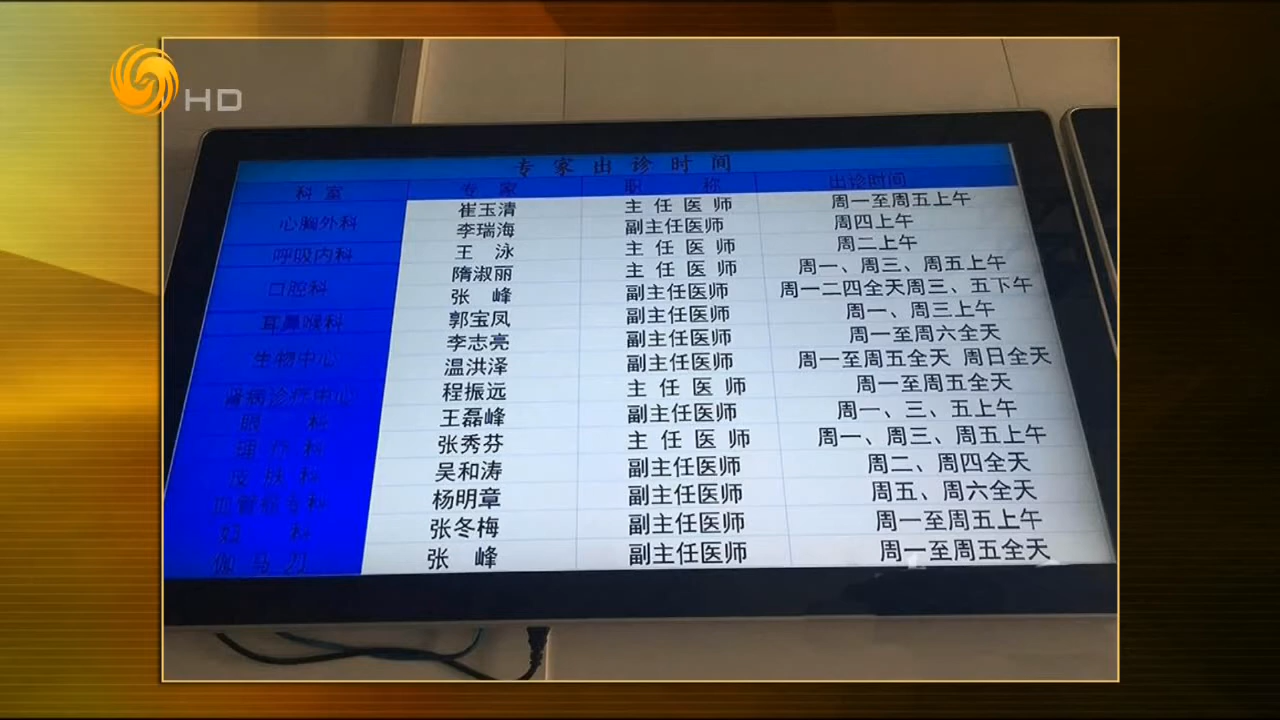 HD
专家出诊时间
科室 专家 职称 出诊时间
心胸外科 崔玉清 主任医师 周一至周五上午
李瑞海 副主任医师 周四上午
呼吸内科 王泳 主任医师 周二上午
口腔科 隋淑丽 主任医师 周一、周三、周五上午
张峰 副主任医师 周一二四全天周三、五下午
耳鼻喉科 郭宝凤 副主任医师 周一、周三上午
生物中心 李志亮 副主任医师 周一至周六全天
温洪泽 副主任医师 周一至周五全天 周日全天
肾病诊疗中心 程振远 主任医师 周一至周五全天
眼科 王磊峰 副主任医师 周一、三、五上午
理疗科 张秀芬 主任医师 周一、周三、周五上午
皮肤科 吴和涛 副主任医师 周二、周四全天
杨明章 副主任医师 周五、周六全天
妇科 张冬梅 副主任医师 周一至周五上午
伽马刀 张峰 副主任医师 周一至周五全天